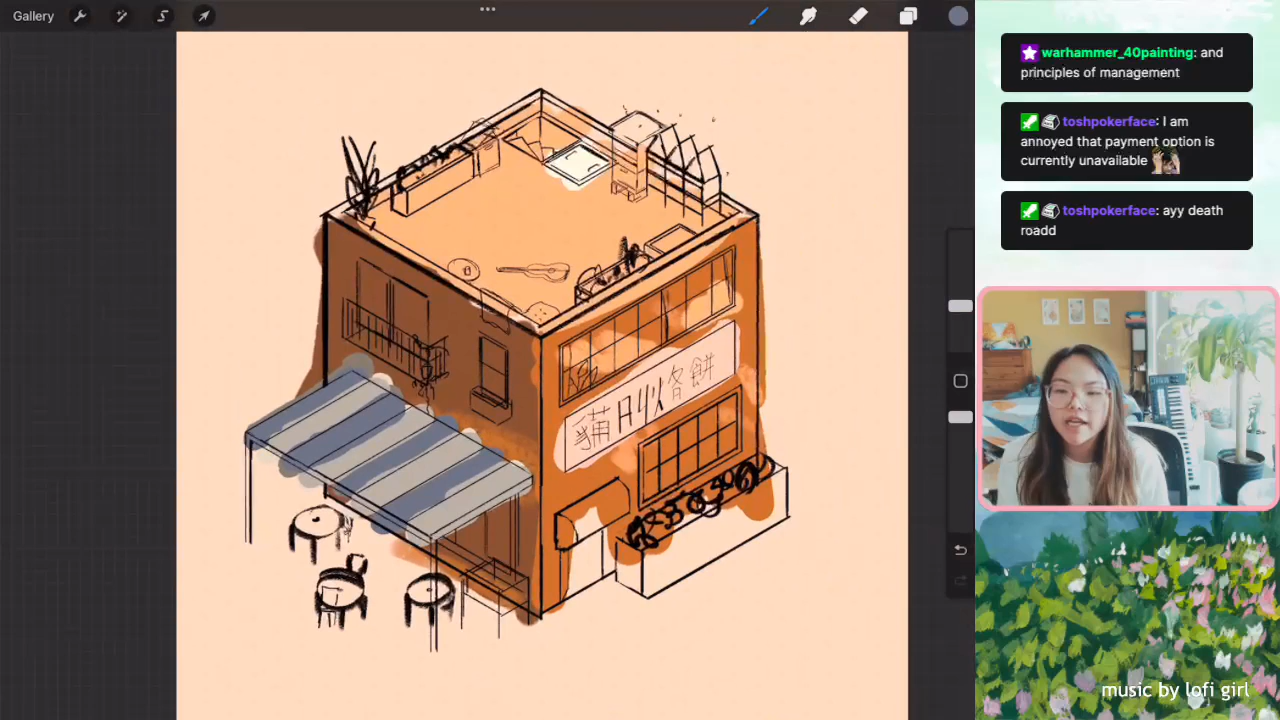 Gallery
warhammer_40painting: and
principles of management
toshpokerface: I am
annoyed that payment option is
currently unavailable
toshpokerface: ayy death
roadd
music by lofi girl